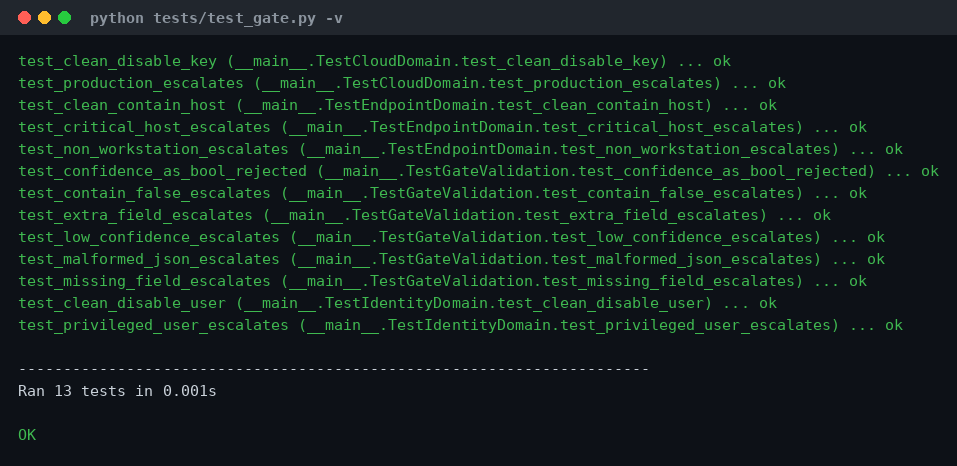 python tests/test_gate.py -v
test_clean_disable_key (__main__.TestCloudDomain.test_clean_disable_key) ... ok
test_production_escalates (__main__.TestCloudDomain.test_production_escalates) ... ok
test_clean_contain_host (__main__.TestEndpointDomain.test_clean_contain_host) ... ok
test_critical_host_escalates (__main__.TestEndpointDomain.test_critical_host_escalates) ... ok
test_non_workstation_escalates (__main__.TestEndpointDomain.test_non_workstation_escalates) ... ok
test_confidence_as_bool_rejected (__main__.TestGateValidation.test_confidence_as_bool_rejected) ... ok
test_contain_false_escalates (__main__.TestGateValidation.test_contain_false_escalates) ... ok
test_extra_field_escalates (__main__.TestGateValidation.test_extra_field_escalates) ... ok
test_low_confidence_escalates (__main__.TestGateValidation.test_low_confidence_escalates) ... ok
test_malformed_json_escalates (__main__.TestGateValidation.test_malformed_json_escalates) ... ok
test_missing_field_escalates (__main__.TestGateValidation.test_missing_field_escalates) ... ok
test_clean_disable_user (__main__.TestIdentityDomain.test_clean_disable_user) ... ok
test_privileged_user_escalates (__main__.TestIdentityDomain.test_privileged_user_escalates) ... ok
----------------------------------------------------------------------
Ran 13 tests in 0.001s
OK